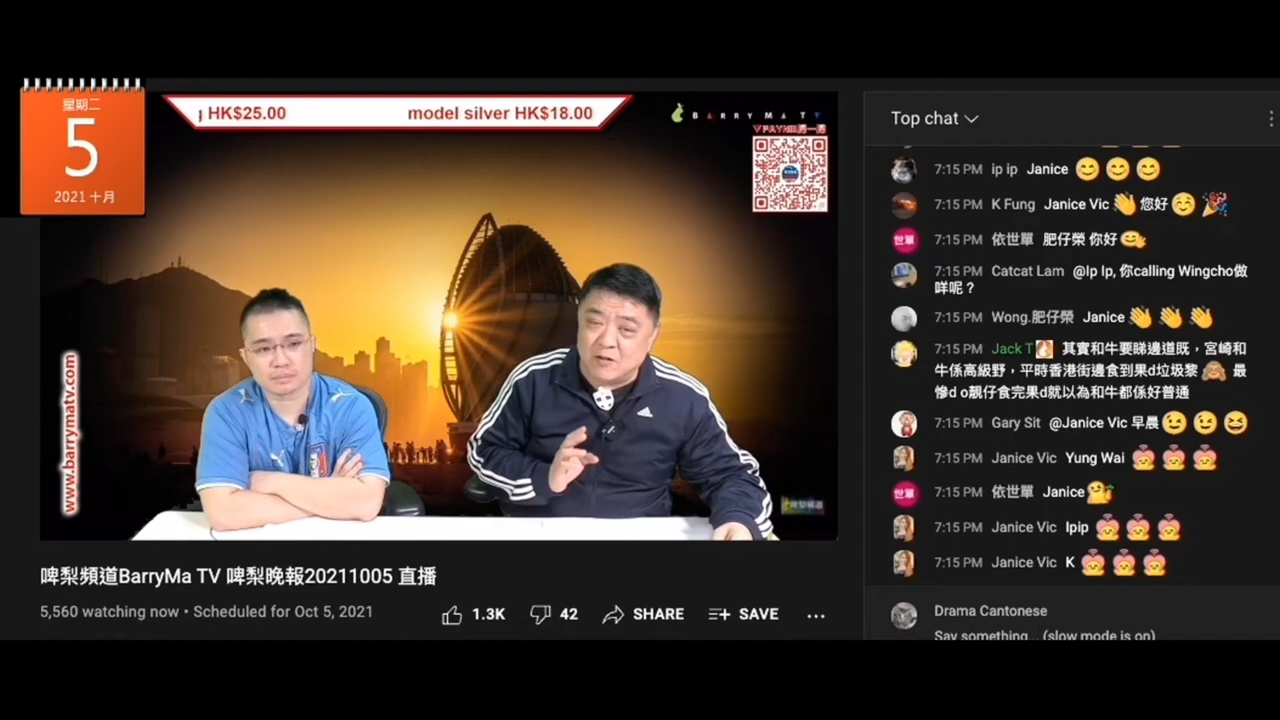 星期二
5
2021 十月
HK$25.00
model silver HK$18.00
BARRYMATV
PAYME
www.barrymatv.com
啤梨頻道
啤梨頻道BarryMa TV 啤梨晚報20211005 直播
5,560 watching now • Scheduled for Oct 5, 2021
1.3K
42
SHARE
SAVE
Top chat
7:15 PM ip ip Janice 😊😊😊
7:15 PM K Fung Janice Vic👋您好☺️🎉
世單
7:15 PM 依世單 肥仔榮 你好
7:15 PM Catcat Lam @Ip Ip, 你calling Wingcho做
咩呢？
7:15 PM Wong.肥仔榮 Janice👋👋👋
7:15 PM Jack T 其實和牛要睇邊道既，宮崎和
牛係高級野，平時香港街邊食到果d垃圾黎🙈 最
慘d o靚仔食完果d就以為和牛都係好普通
7:15 PM Gary Sit @Janice Vic 早晨😉😉😆
7:15 PM Janice Vic Yung Wai
世單
7:15 PM 依世單 Janice
7:15 PM Janice Vic Ipip
7:15 PM Janice Vic K
Drama Cantonese
Say something... (slow mode is on)